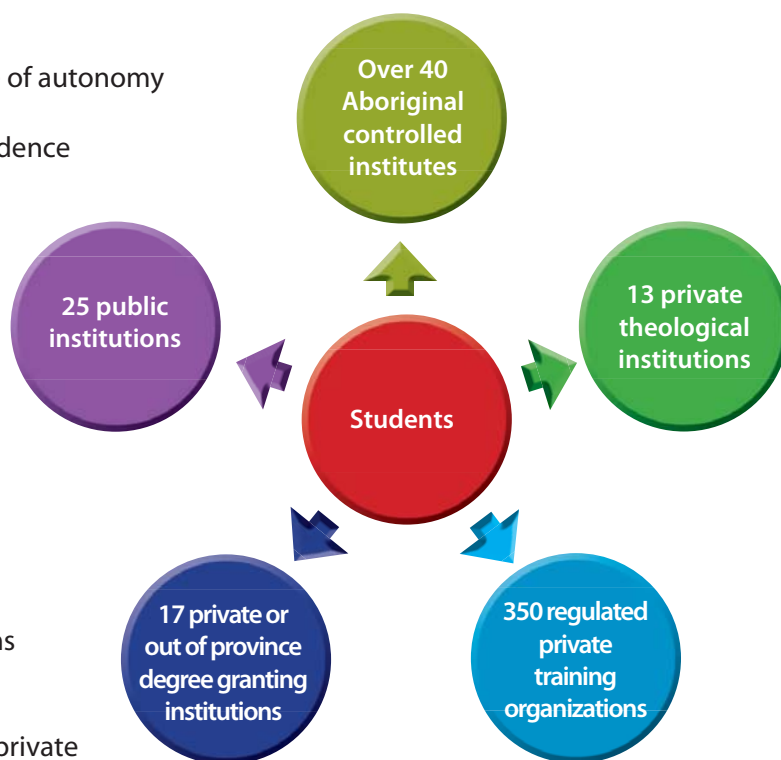 of autonomy
dence
Over 40
Aboriginal
controlled
institutes
25 public
institutions
13 private
theological
institutions
Students
17 private or
out of province
degree granting
institutions
350 regulated
private
training
organizations
ns
private